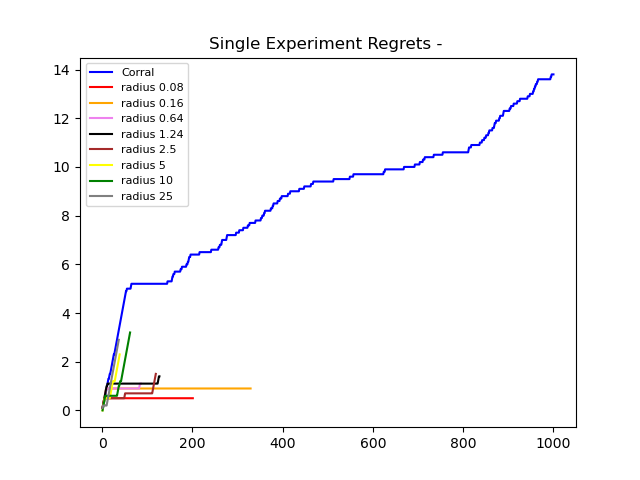 Single Experiment Regrets -
14
12
10
8
6
4
2
0
Corral
radius 0.08
radius 0.16
radius 0.64
radius 1.24
radius 2.5
radius 5
radius 10
radius 25
0 200 400 600 800 1000